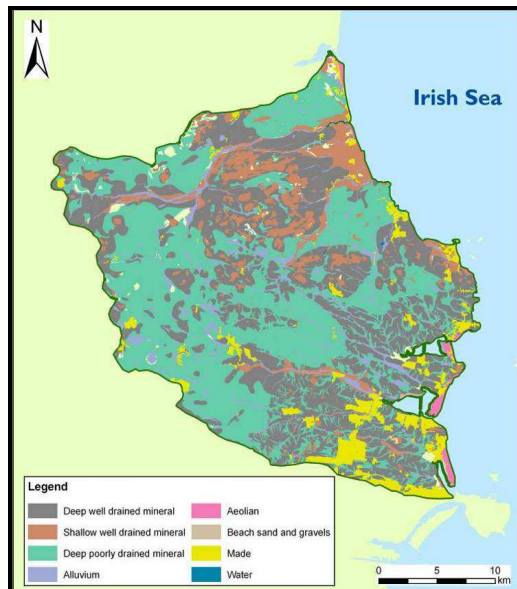 N
Irish Sea
Legend
Deep well drained mineral
Shallow well drained mineral
Deep poorly drained mineral
Alluvium
Aeolian
Beach sand and gravels
Made
Water
0 5 10
km